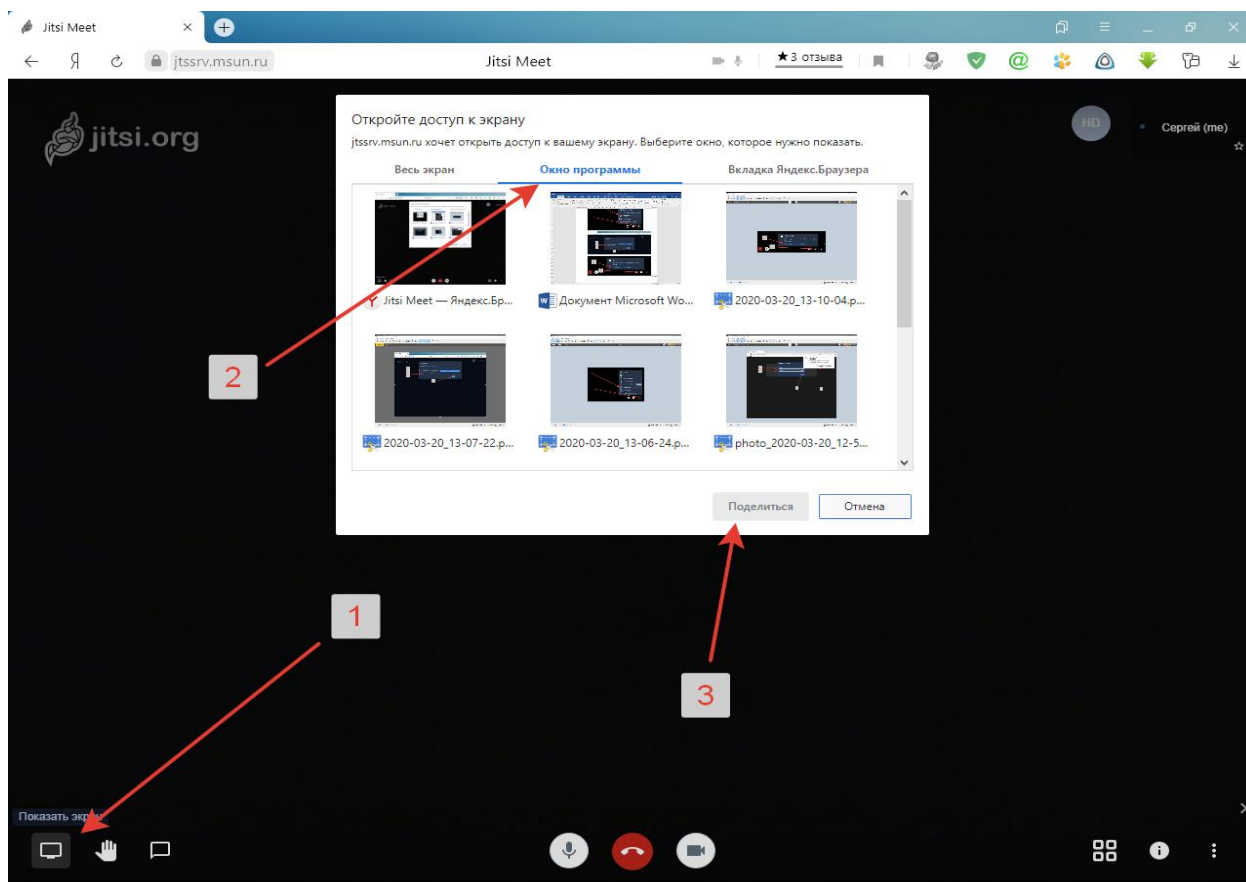 Jitsi Meet
jtssrv.msun.ru
Jitsi Meet
★3 отзыва
jitsi.org
HD
Сергей (me)
Откройте доступ к экрану
jtssrv.msun.ru хочет открыть доступ к вашему экрану. Выберите окно, которое нужно показать.
Весь экран
Окно программы
Вкладка Яндекс.Браузера
Jitsi Meet — Яндекс.Бр...
Документ Microsoft Wo...
2020-03-20_13-10-04.p...
2020-03-20_13-07-22.p...
2020-03-20_13-06-24.p...
photo_2020-03-20_12-5...
Поделиться
Отмена
2
1
3
Показать экран